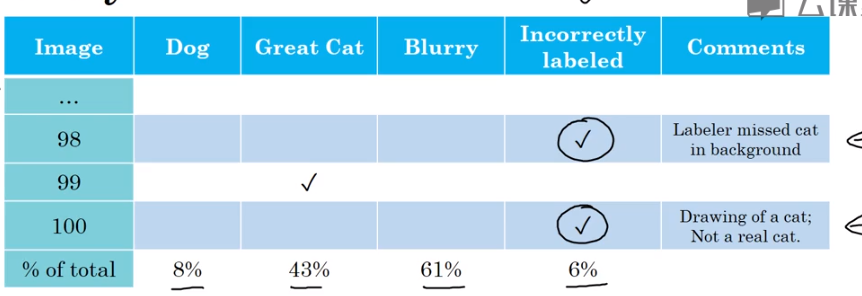 Image Dog Great Cat Blurry Incorrectly labeled Comments
...
98 ✓ Labeler missed cat in background
99 ✓
100 ✓ Drawing of a cat; Not a real cat.
% of total 8% 43% 61% 6%